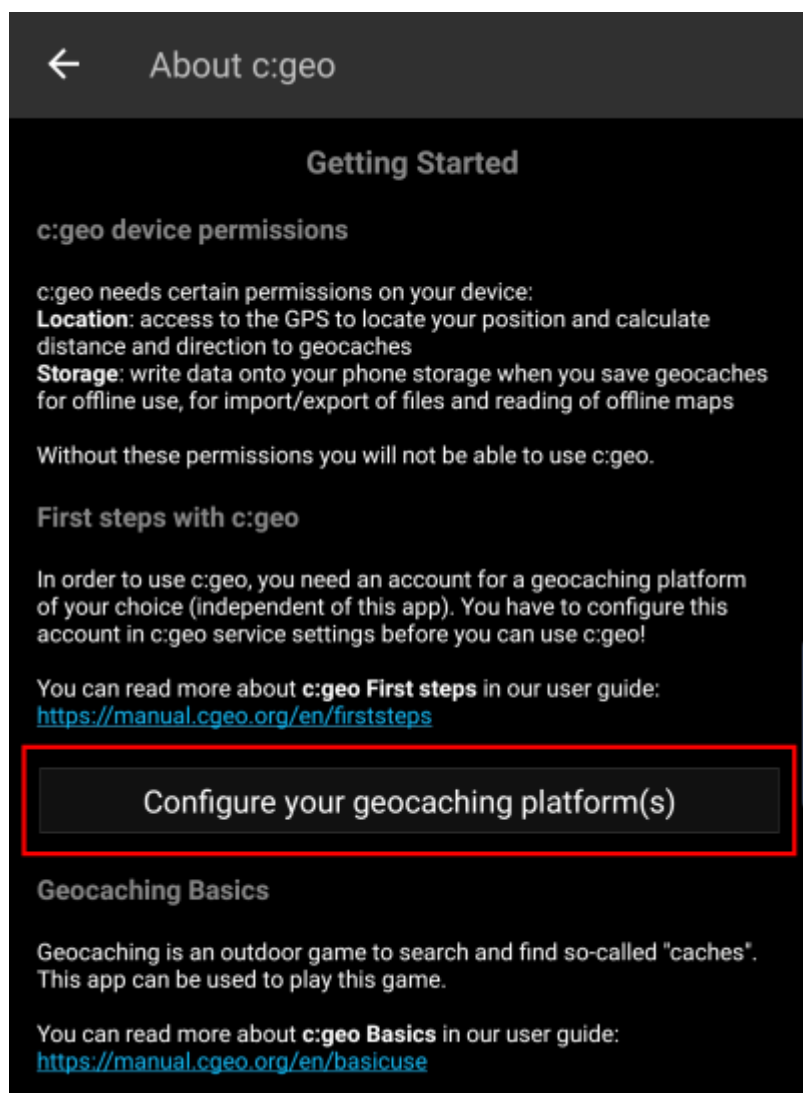 About c:geo
Getting Started
c:geo device permissions
c:geo needs certain permissions on your device:
Location: access to the GPS to locate your position and calculate
distance and direction to geocaches
Storage: write data onto your phone storage when you save geocaches
for offline use, for import/export of files and reading of offline maps
Without these permissions you will not be able to use c:geo.
First steps with c:geo
In order to use c:geo, you need an account for a geocaching platform
of your choice (independent of this app). You have to configure this
account in c:geo service settings before you can use c:geo!
You can read more about c:geo First steps in our user guide:
https://manual.cgeo.org/en/firststeps
Configure your geocaching platform(s)
Geocaching Basics
Geocaching is an outdoor game to search and find so-called "caches".
This app can be used to play this game.
You can read more about c:geo Basics in our user guide:
https://manual.cgeo.org/en/basicuse